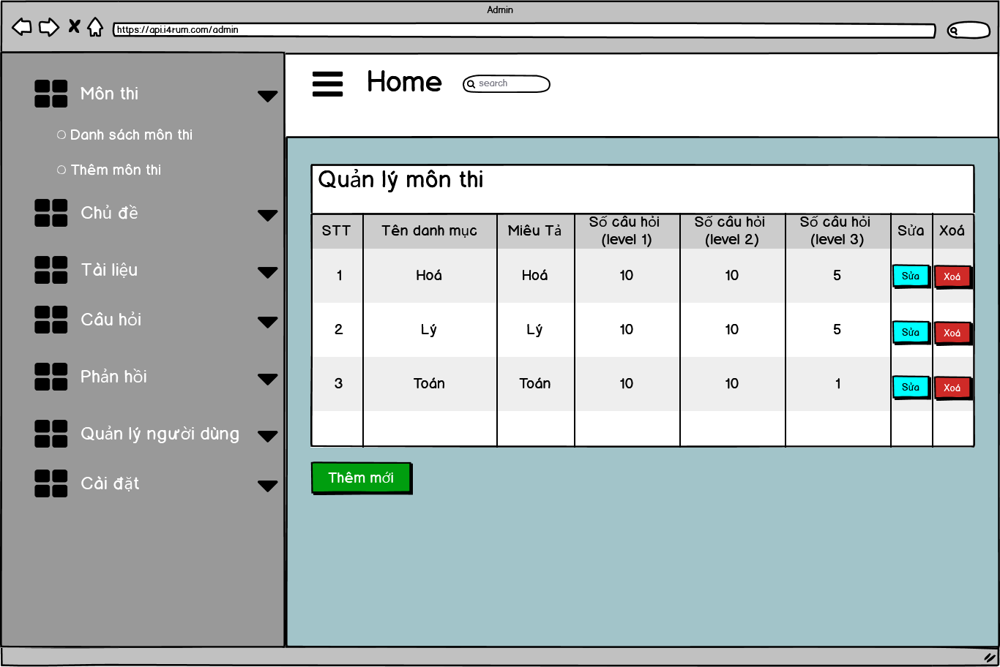 Admin
https://api.i4rum.com/admin
Môn thi
Danh sách môn thi
Thêm môn thi
Chủ đề
Tài liệu
Câu hỏi
Phản hồi
Quản lý người dùng
Cài đặt
Home
search
Quản lý môn thi
STT Tên danh mục Miêu Tả Số câu hỏi (level 1) Số câu hỏi (level 2) Số câu hỏi (level 3) Sửa Xoá
1 Hoá Hoá 10 10 5 Sửa Xoá
2 Lý Lý 10 10 5 Sửa Xoá
3 Toán Toán 10 10 1 Sửa Xoá
Thêm mới